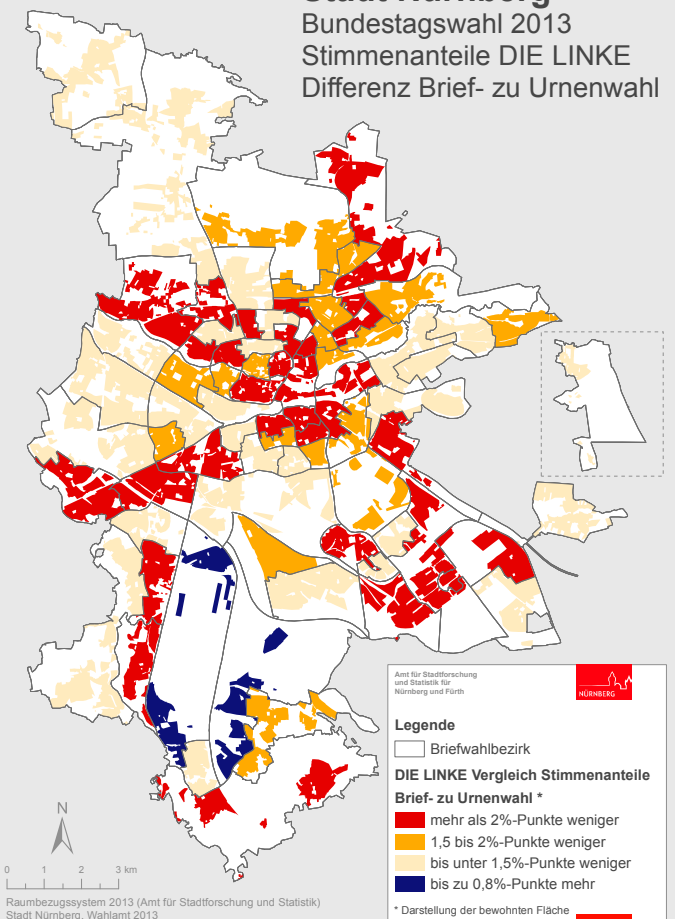 Stadt Nürnberg
Bundestagswahl 2013
Stimmenanteile DIE LINKE
Differenz Brief- zu Urnenwahl
Amt für Stadtforschung
und Statistik für
Nürnberg und Fürth
NÜRNBERG
Legende
Briefwahlbezirk
DIE LINKE Vergleich Stimmenanteile
Brief- zu Urnenwahl *
mehr als 2%-Punkte weniger
1,5 bis 2%-Punkte weniger
bis unter 1,5%-Punkte weniger
bis zu 0,8%-Punkte mehr
* Darstellung der bewohnten Fläche
N
0 1 2 3 km
Raumbezugssystem 2013 (Amt für Stadtforschung und Statistik)
Stadt Nürnberg, Wahlamt 2013